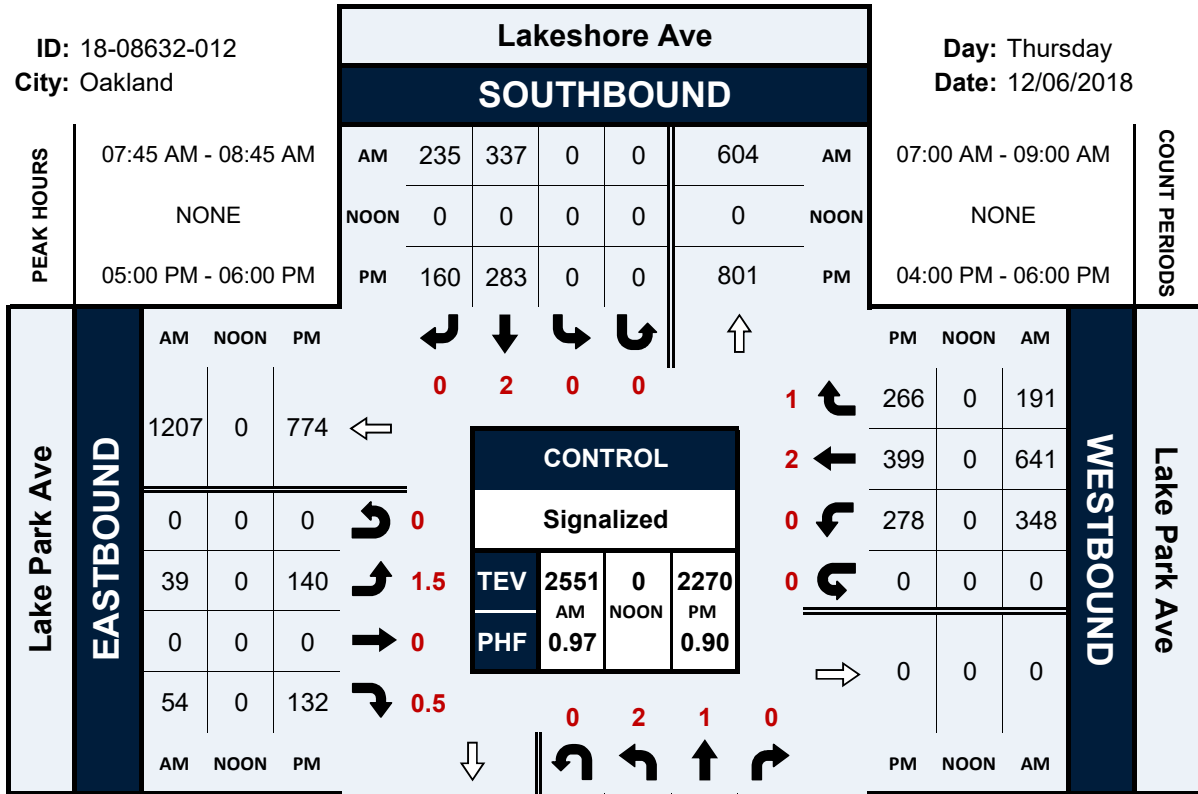 Lakeshore Ave
ID: 18-08632-012
Day: Thursday
City: Oakland
Date: 12/06/2018
SOUTHBOUND
PEAK HOURS
07:45 AM - 08:45 AM
AM 235 337 0 0 604 AM
07:00 AM - 09:00 AM
COUNT PERIODS
NONE
NOON 0 0 0 0 0 NOON
NONE
05:00 PM - 06:00 PM
PM 160 283 0 0 801 PM
04:00 PM - 06:00 PM
0 2 0 0
Lake Park Ave
EASTBOUND
AM NOON PM
1207 0 774
0 0 0 0
39 0 140 1.5
0 0 0 0
54 0 132 0.5
AM NOON PM
CONTROL
Signalized
TEV 2551 0 2270
AM NOON PM
PHF 0.97 0.90
PM NOON AM
1 266 0 191
2 399 0 641
0 278 0 348
0 0 0 0
0 0 0
PM NOON AM
WESTBOUND
Lake Park Ave
0 2 1 0